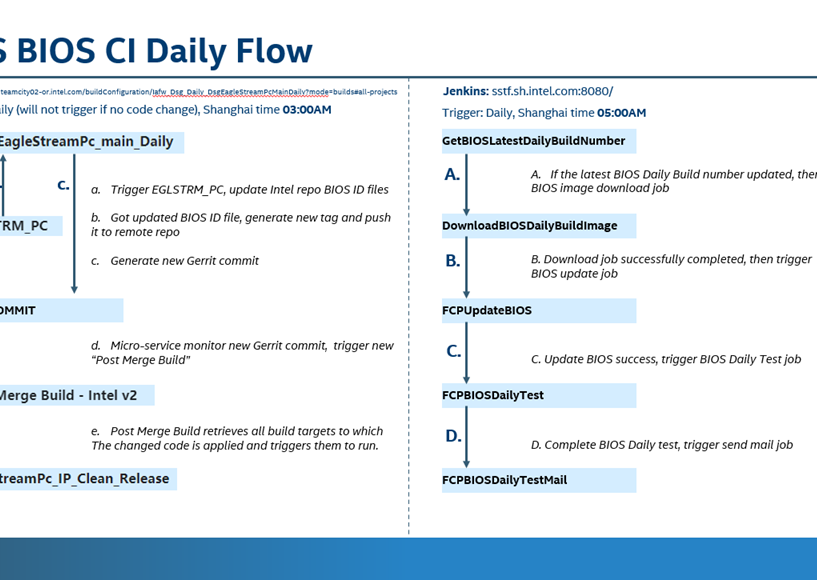 S BIOS CI Daily Flow
teamcity02-or.intel.com/buildConfiguration/Iafw_Dsg_Daily_DsgEagleStreamPcMainDaily?mode=builds#all-projects
ily (will not trigger if no code change), Shanghai time 03:00AM
EagleStreamPc_main_Daily
c.
a. Trigger EGLSTRM_PC, update Intel repo BIOS ID files
b. Got updated BIOS ID file, generate new tag and push
it to remote repo
TRM_PC
c. Generate new Gerrit commit
OMMIT
d. Micro-service monitor new Gerrit commit, trigger new
“Post Merge Build”
Merge Build - Intel v2
e. Post Merge Build retrieves all build targets to which
The changed code is applied and triggers them to run.
treamPc_IP_Clean_Release
Jenkins: sstf.sh.intel.com:8080/
Trigger: Daily, Shanghai time 05:00AM
GetBIOSLatestDailyBuildNumber
A.
A. If the latest BIOS Daily Build number updated, then
BIOS image download job
DownloadBIOSDailyBuildImage
B.
B. Download job successfully completed, then trigger
BIOS update job
FCPUpdateBIOS
C.
C. Update BIOS success, trigger BIOS Daily Test job
FCPBIOSDailyTest
D.
D. Complete BIOS Daily test, trigger send mail job
FCPBIOSDailyTestMail